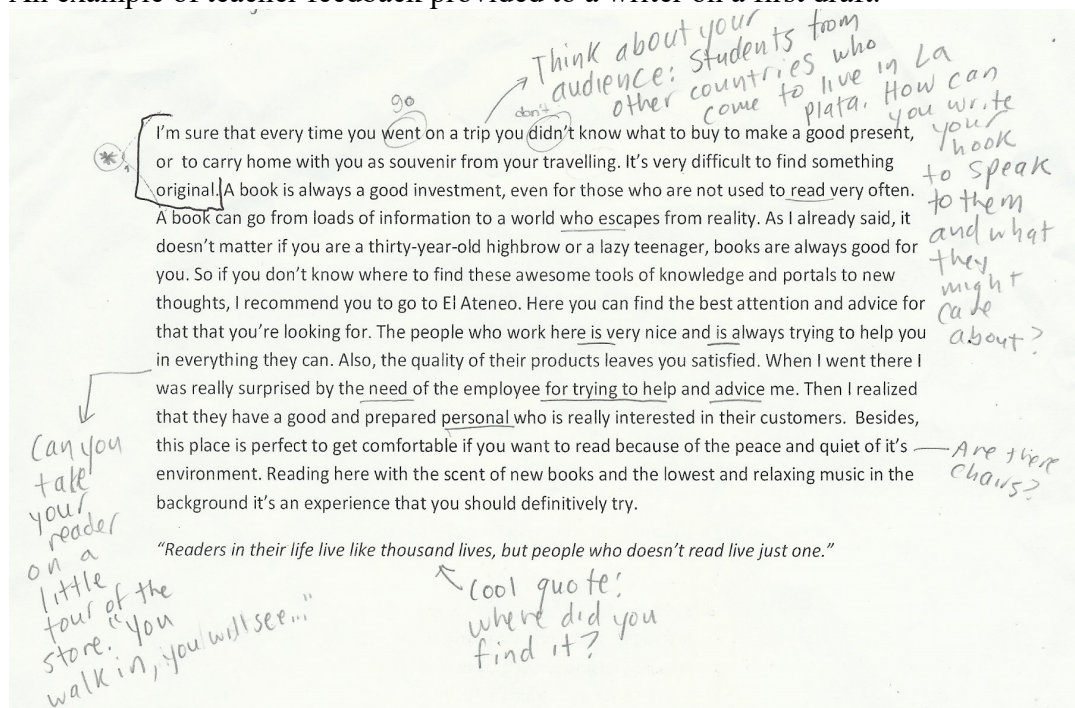 An example of teacher feedback provided to a writer on a first draft.
Think about your
audience: Students from
other countries who
come to live in La
plata. How can
you write
your
hook
to speak
to them
and what
they
might
care
about?
go
don't
I'm sure that every time you went on a trip you didn't know what to buy to make a good present,
or to carry home with you as souvenir from your travelling. It's very difficult to find something
original. A book is always a good investment, even for those who are not used to read very often.
A book can go from loads of information to a world who escapes from reality. As I already said, it
doesn't matter if you are a thirty-year-old highbrow or a lazy teenager, books are always good for
you. So if you don't know where to find these awesome tools of knowledge and portals to new
thoughts, I recommend you to go to El Ateneo. Here you can find the best attention and advice for
that that you're looking for. The people who work here is very nice and is always trying to help you
in everything they can. Also, the quality of their products leaves you satisfied. When I went there I
was really surprised by the need of the employee for trying to help and advice me. Then I realized
that they have a good and prepared personal who is really interested in their customers. Besides,
this place is perfect to get comfortable if you want to read because of the peace and quiet of it's
environment. Reading here with the scent of new books and the lowest and relaxing music in the
background it's an experience that you should definitively try.
Are there
chairs?
Can you
take
your
reader
on a
little
tour of the
store. "You
walk in, you will see..."
"Readers in their life live like thousand lives, but people who doesn't read live just one."
Cool quote!
where did you
find it?